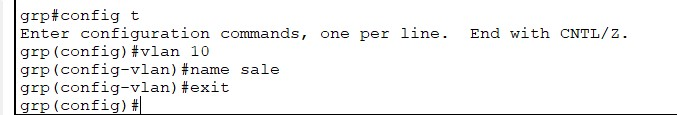 grp#config t
Enter configuration commands, one per line.  End with CNTL/Z.
grp(config)#vlan 10
grp(config-vlan)#name sale
grp(config-vlan)#exit
grp(config)#